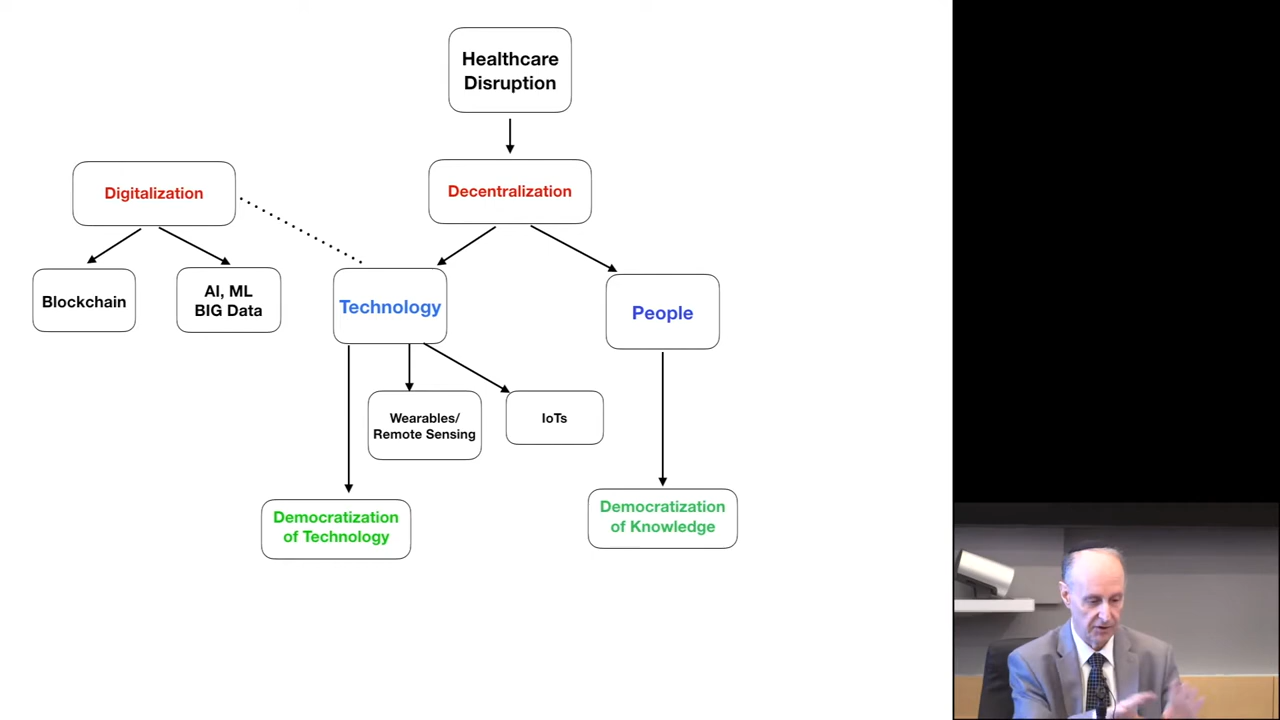 Healthcare
Disruption
Digitalization
Decentralization
Blockchain
AI, ML
BIG Data
Technology
People
Wearables/
Remote Sensing
IoTs
Democratization
of Technology
Democratization
of Knowledge